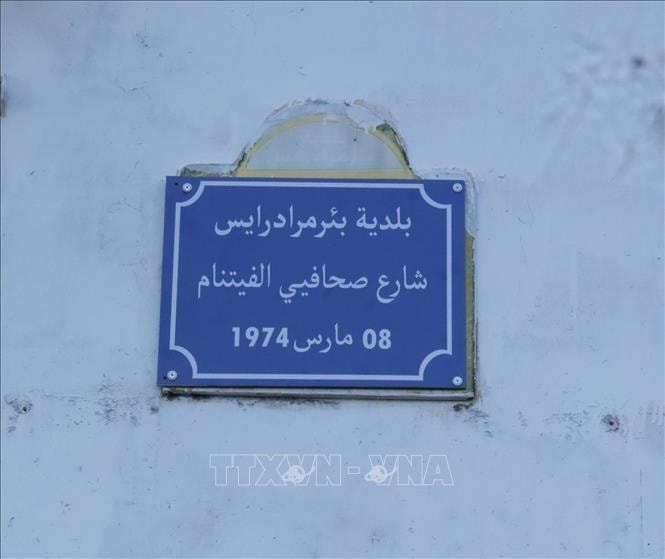 بلدية بئرمرادرايس
شارع صحافيي الفيتنام
08 مارس 1974
TTXVN - VNA